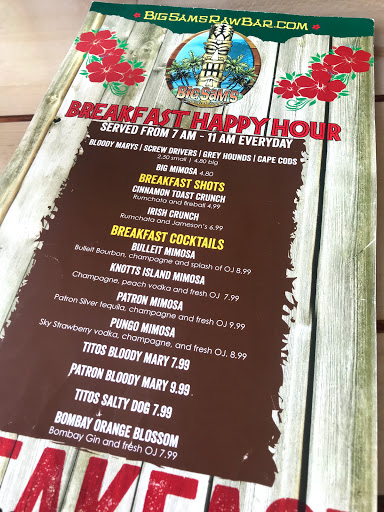 BigSamsRawBar.com
BIG SAM'S
BREAKFAST HAPPY HOUR
SERVED FROM 7 AM - 11 AM EVERYDAY
BLOODY MARYS | SCREW DRIVERS | GREY HOUNDS | CAPE CODS
2.50 small | 4.80 big
BIG MIMOSA 4.80
BREAKFAST SHOTS
CINNAMON TOAST CRUNCH
Rumchata and fireball 4.99
IRISH CRUNCH
Rumchata and Jameson's 6.99
BREAKFAST COCKTAILS
BULLEIT MIMOSA
Bulleit Bourbon, champagne and splash of OJ 8.99
KNOTTS ISLAND MIMOSA
Champagne, peach vodka and fresh OJ 7.99
PATRON MIMOSA
Patron Silver tequila, champagne and fresh OJ 9.99
PUNGO MIMOSA
Sky Strawberry vodka, champagne, and fresh OJ, 8.99
TITOS BLOODY MARY 7.99
PATRON BLOODY MARY 9.99
TITOS SALTY DOG 7.99
BOMBAY ORANGE BLOSSOM
Bombay Gin and fresh OJ 7.99